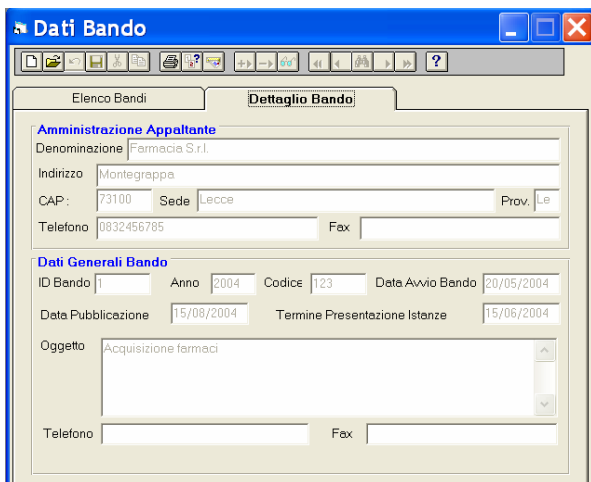 Dati Bando
?
Elenco Bandi Dettaglio Bando
Amministrazione Appaltante
Denominazione Farmacia S.r.l.
Indirizzo Montegrappa
CAP: 73100 Sede Lecce Prov. Le
Telefono 0832456785 Fax
Dati Generali Bando
ID Bando 1 Anno 2004 Codice 123 Data Avvio Bando 20/05/2004
Data Pubblicazione 15/08/2004 Termine Presentazione Istanze 15/06/2004
Oggetto Acquisizione farmaci
Telefono Fax